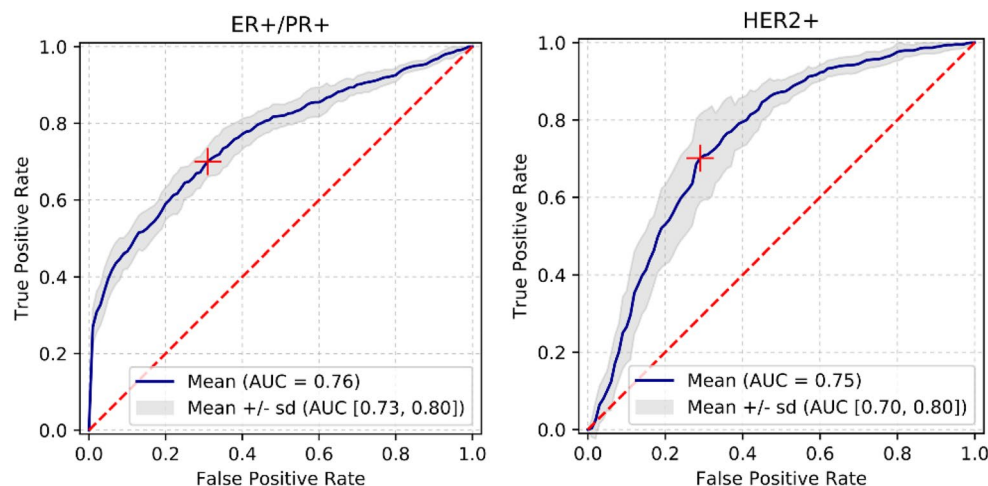 ER+/PR+
1.0
0.8
0.6
0.4
0.2
0.0
True Positive Rate
Mean (AUC = 0.76)
Mean +/- sd (AUC [0.73, 0.80])
0.0 0.2 0.4 0.6 0.8 1.0
False Positive Rate
HER2+
1.0
0.8
0.6
0.4
0.2
0.0
True Positive Rate
Mean (AUC = 0.75)
Mean +/- sd (AUC [0.70, 0.80])
0.0 0.2 0.4 0.6 0.8 1.0
False Positive Rate